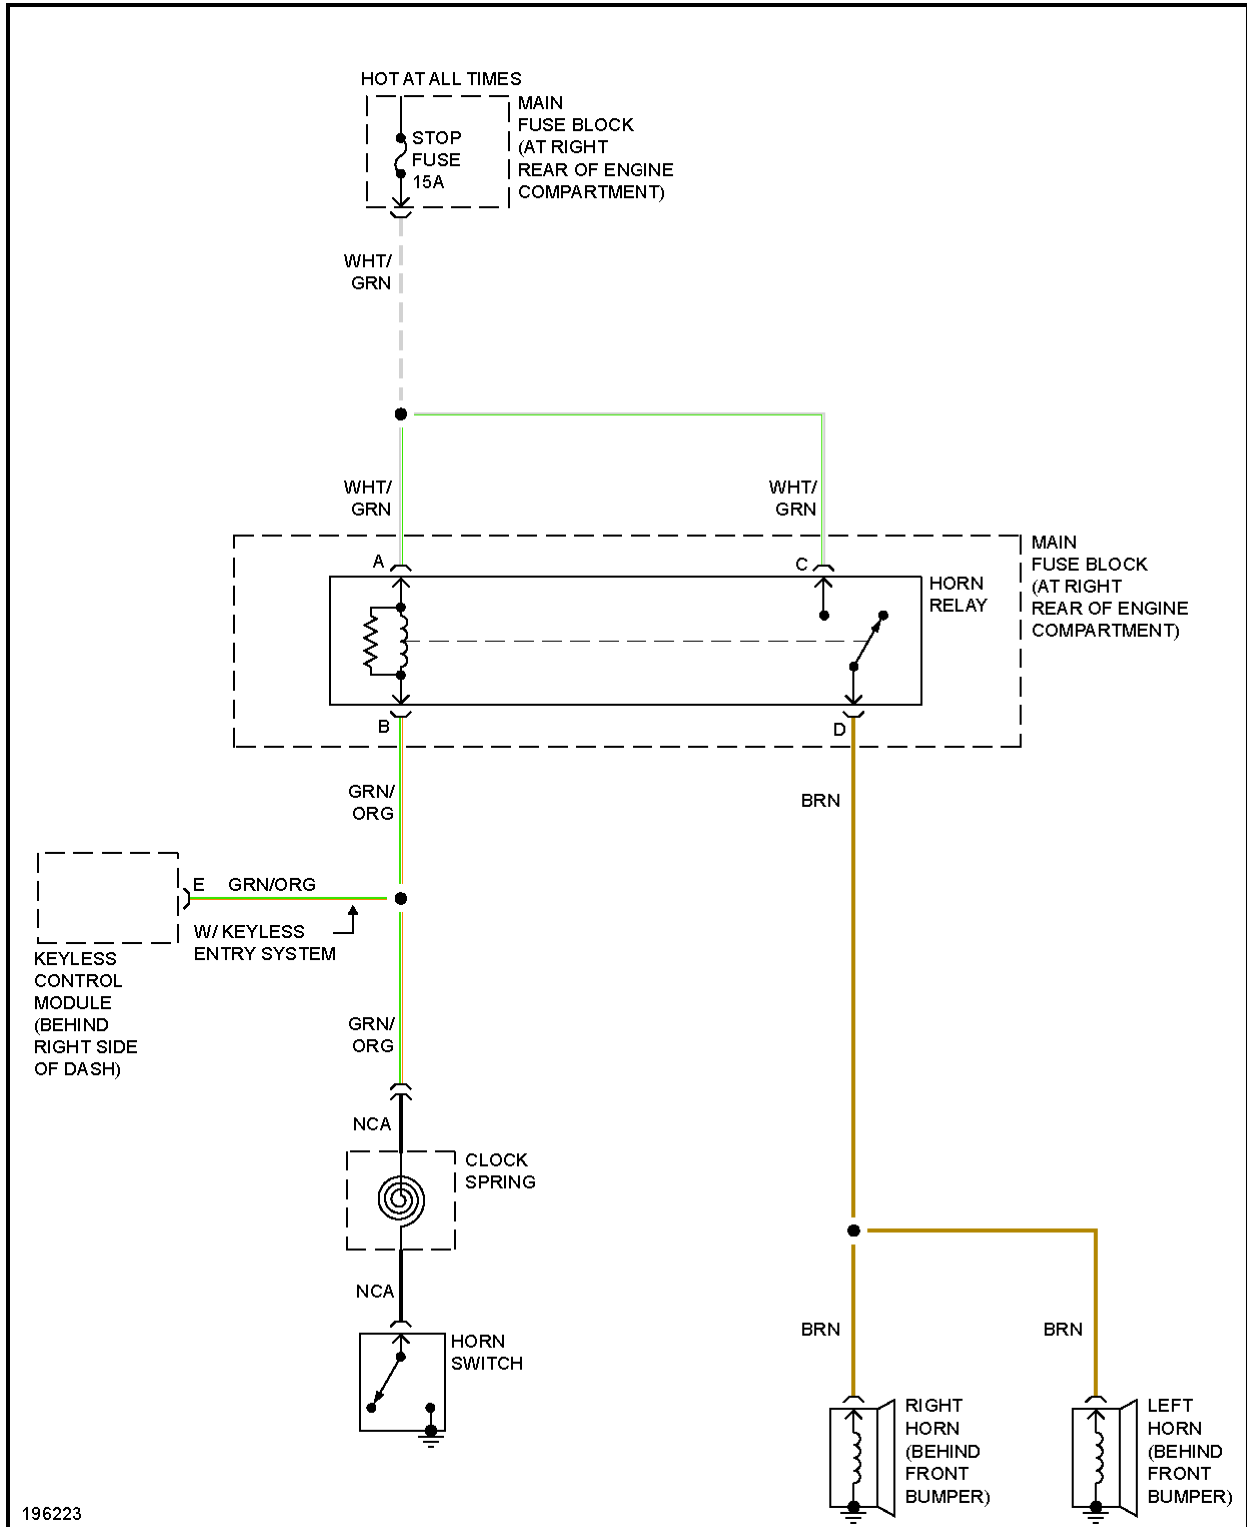 HOT AT ALL TIMES
MAIN
FUSE BLOCK
(AT RIGHT
REAR OF ENGINE
COMPARTMENT)
STOP
FUSE
15A
WHT/
GRN
WHT/
GRN
WHT/
GRN
MAIN
FUSE BLOCK
(AT RIGHT
REAR OF ENGINE
COMPARTMENT)
A
C
HORN
RELAY
B
D
GRN/
ORG
BRN
E GRN/ORG
W/ KEYLESS
ENTRY SYSTEM
KEYLESS
CONTROL
MODULE
(BEHIND
RIGHT SIDE
OF DASH)
GRN/
ORG
NCA
CLOCK
SPRING
NCA
HORN
SWITCH
BRN
BRN
RIGHT
HORN
(BEHIND
FRONT
BUMPER)
LEFT
HORN
(BEHIND
FRONT
BUMPER)
196223